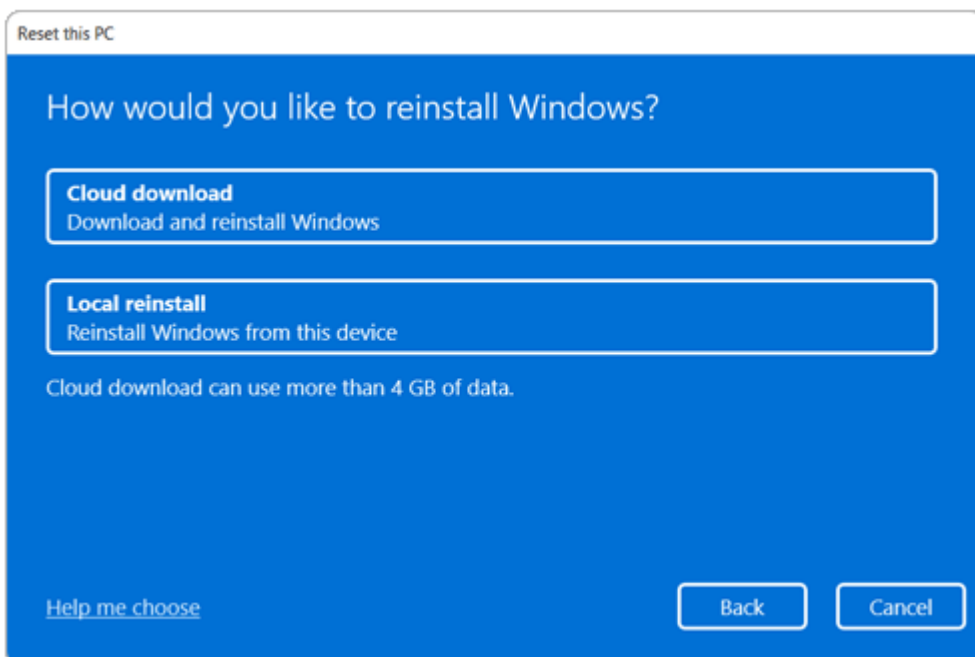 Reset this PC
How would you like to reinstall Windows?
Cloud download
Download and reinstall Windows
Local reinstall
Reinstall Windows from this device
Cloud download can use more than 4 GB of data.
Help me choose
Back
Cancel